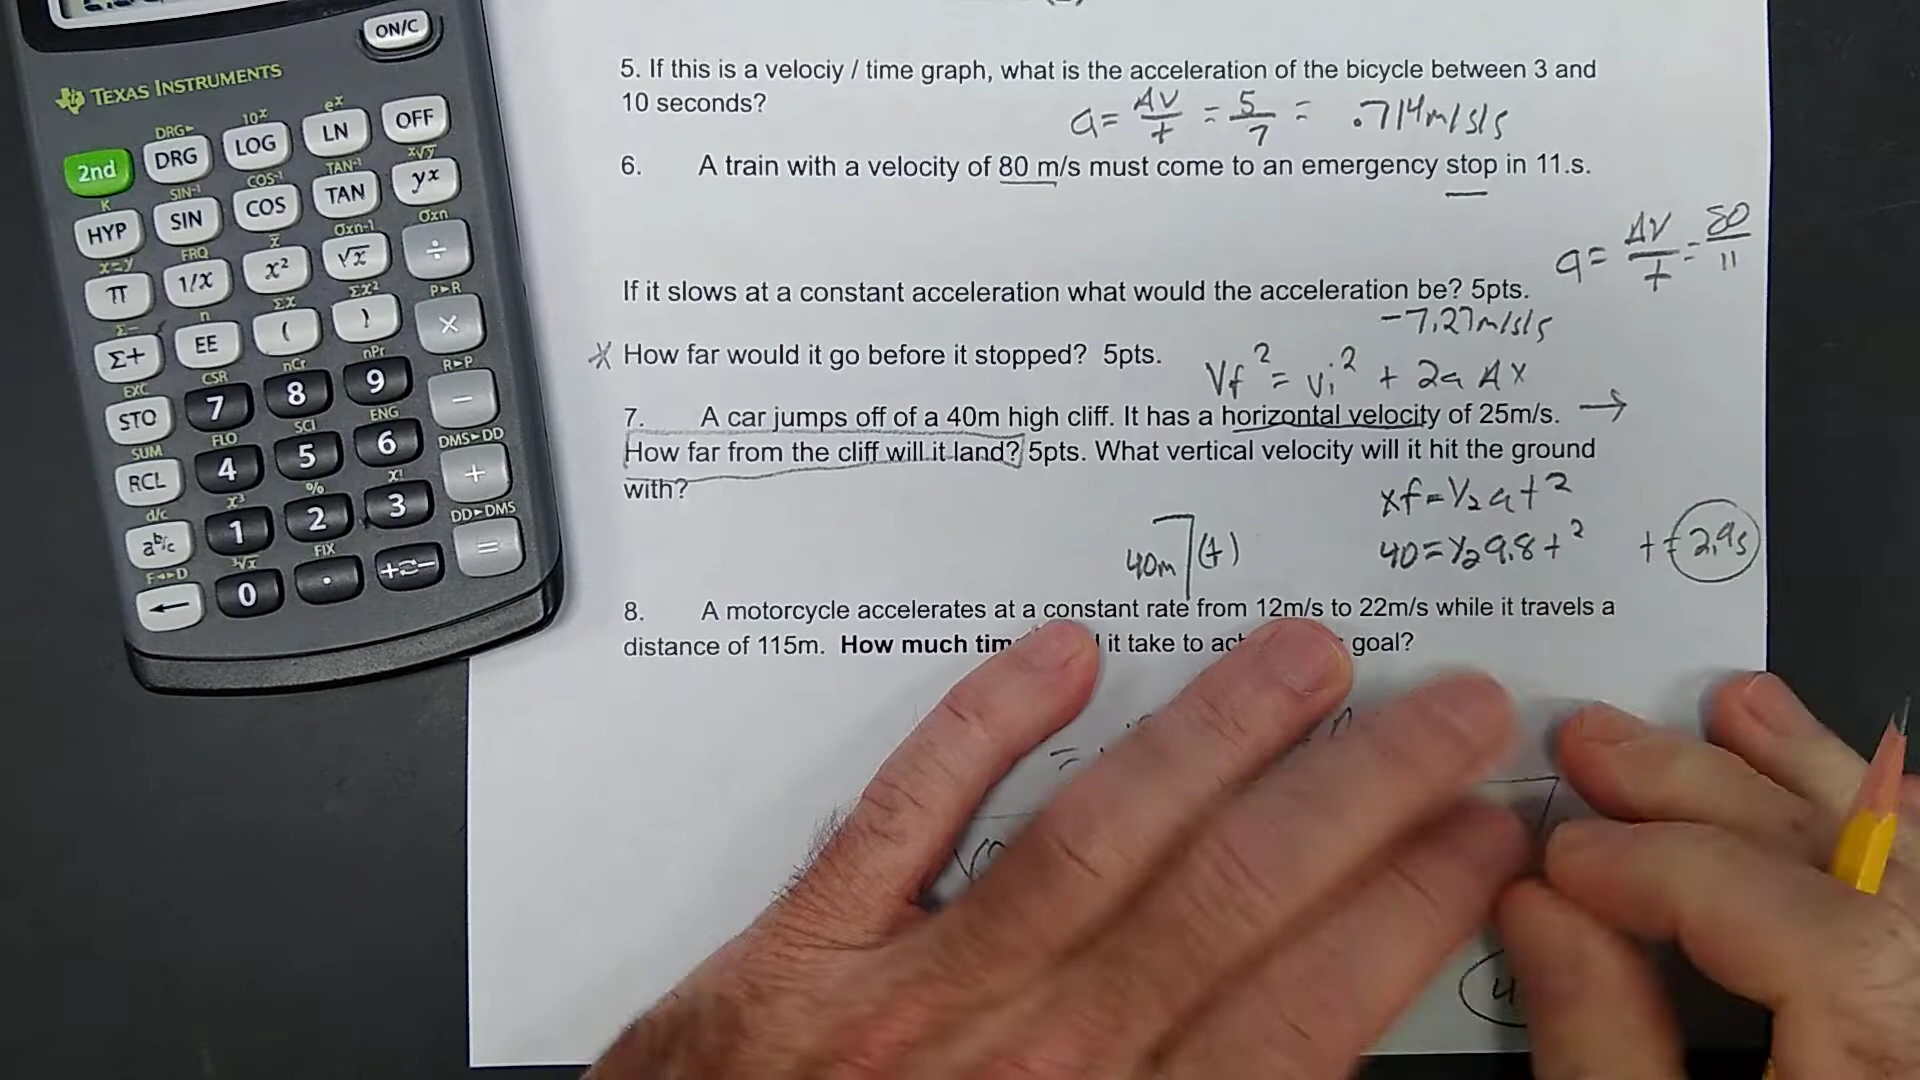 5. If this is a velociy / time graph, what is the acceleration of the bicycle between 3 and
10 seconds?
a = ΔV/t = 5/7 = .714m/s/s
6. A train with a velocity of 80 m/s must come to an emergency stop in 11.s.
a = ΔV/t = 80/11
If it slows at a constant acceleration what would the acceleration be? 5pts.
-7.27m/s/s
How far would it go before it stopped? 5pts.
Vf² = Vi² + 2a ΔX
7. A car jumps off of a 40m high cliff. It has a horizontal velocity of 25m/s. →
How far from the cliff will it land? 5pts. What vertical velocity will it hit the ground
with?
xf=½at²
40m (t)
40=½9.8t²
t = 2.9s
8. A motorcycle accelerates at a constant rate from 12m/s to 22m/s while it travels a
distance of 115m. How much it take to goal?
TEXAS INSTRUMENTS
ON/C
DRG▸ 10ˣ eˣ
2nd DRG LOG LN OFF
K SIN⁻¹ COS⁻¹ TAN⁻¹ ˣ√y
HYP SIN COS TAN yˣ
x⇄y FRQ x̄ σxn-1 σxn
π 1/x x² √x ÷
Σ- n Σx Σx² P▸R
Σ+ EE ( ) ×
EXC CSR nCr nPr R▸P
STO 7 8 9 −
SUM FLO SCI ENG DMS▸DD
RCL 4 5 6 +
d/c x³ % x! DD▸DMS
aᵇ/c 1 2 3 =
F◂▸D ³√x FIX
← 0 . +⇄−